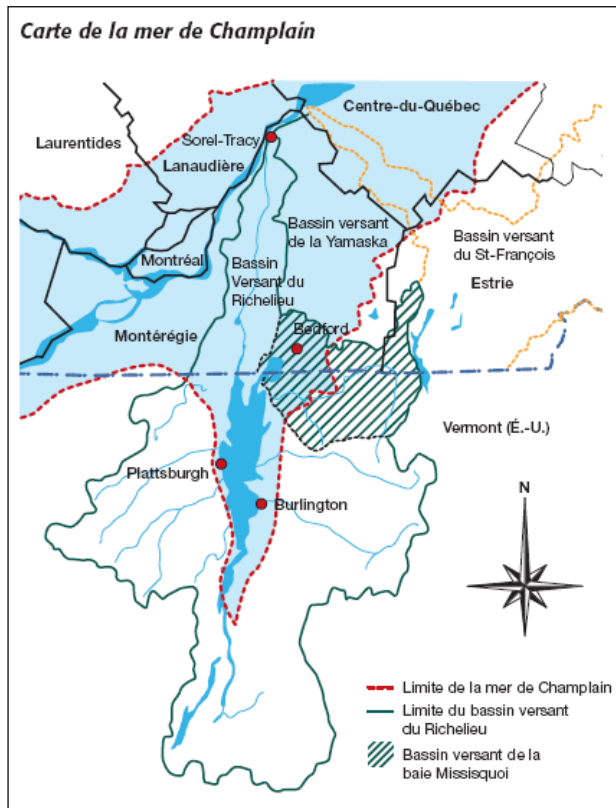 Carte de la mer de Champlain
Centre-du-Québec
Laurentides
Sorel-Tracy
Lanaudière
Bassin versant
de la Yamaska
Bassin versant
du St-François
Montréal
Bassin
Versant du
Richelieu
Estrie
Montérégie
Bedford
Vermont (É.-U.)
Plattsburgh
Burlington
N
Limite de la mer de Champlain
Limite du bassin versant
du Richelieu
Bassin versant de la
baie Missisquoi